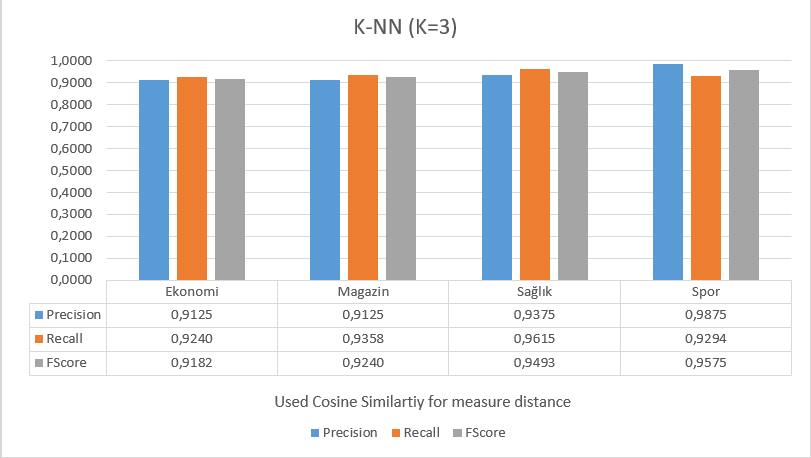 K-NN (K=3)
1,0000
0,9000
0,8000
0,7000
0,6000
0,5000
0,4000
0,3000
0,2000
0,1000
0,0000
Ekonomi Magazin Sağlık Spor
Precision 0,9125 0,9125 0,9375 0,9875
Recall 0,9240 0,9358 0,9615 0,9294
FScore 0,9182 0,9240 0,9493 0,9575
Used Cosine Similartiy for measure distance
Precision Recall FScore